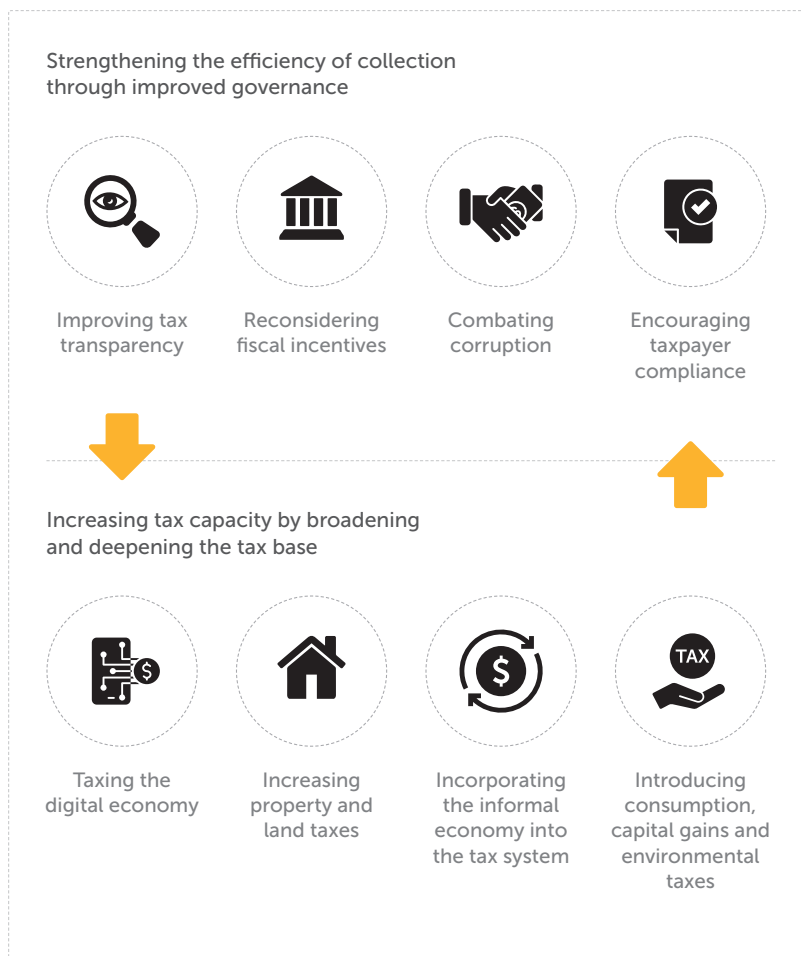 Strengthening the efficiency of collection
through improved governance
Improving tax
transparency
Reconsidering
fiscal incentives
Combating
corruption
Encouraging
taxpayer
compliance
Increasing tax capacity by broadening
and deepening the tax base
$
$
TAX
Taxing the
digital economy
Increasing
property and
land taxes
Incorporating
the informal
economy into
the tax system
Introducing
consumption,
capital gains and
environmental
taxes